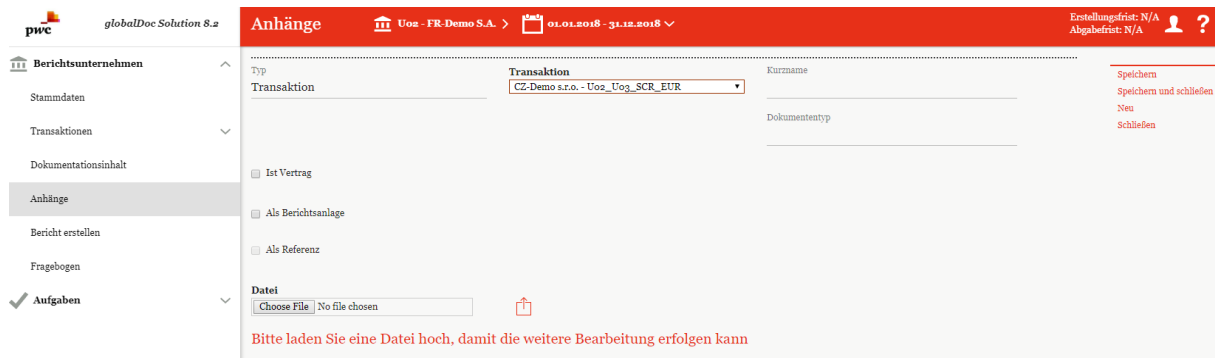 pwc
globalDoc Solution 8.2
Anhänge
U02 - FR-Demo S.A.
01.01.2018 - 31.12.2018
Erstellungsfrist: N/A
Abgabefrist: N/A
?
Berichtsunternehmen
Stammdaten
Transaktionen
Dokumentationsinhalt
Anhänge
Bericht erstellen
Fragebogen
Aufgaben
Typ
Transaktion
Transaktion
CZ-Demo s.r.o. - U02_U03_SCR_EUR
Kurzname
Dokumententyp
Ist Vertrag
Als Berichtsanlage
Als Referenz
Datei
Choose File No file chosen
Bitte laden Sie eine Datei hoch, damit die weitere Bearbeitung erfolgen kann
Speichern
Speichern und schließen
Neu
Schließen